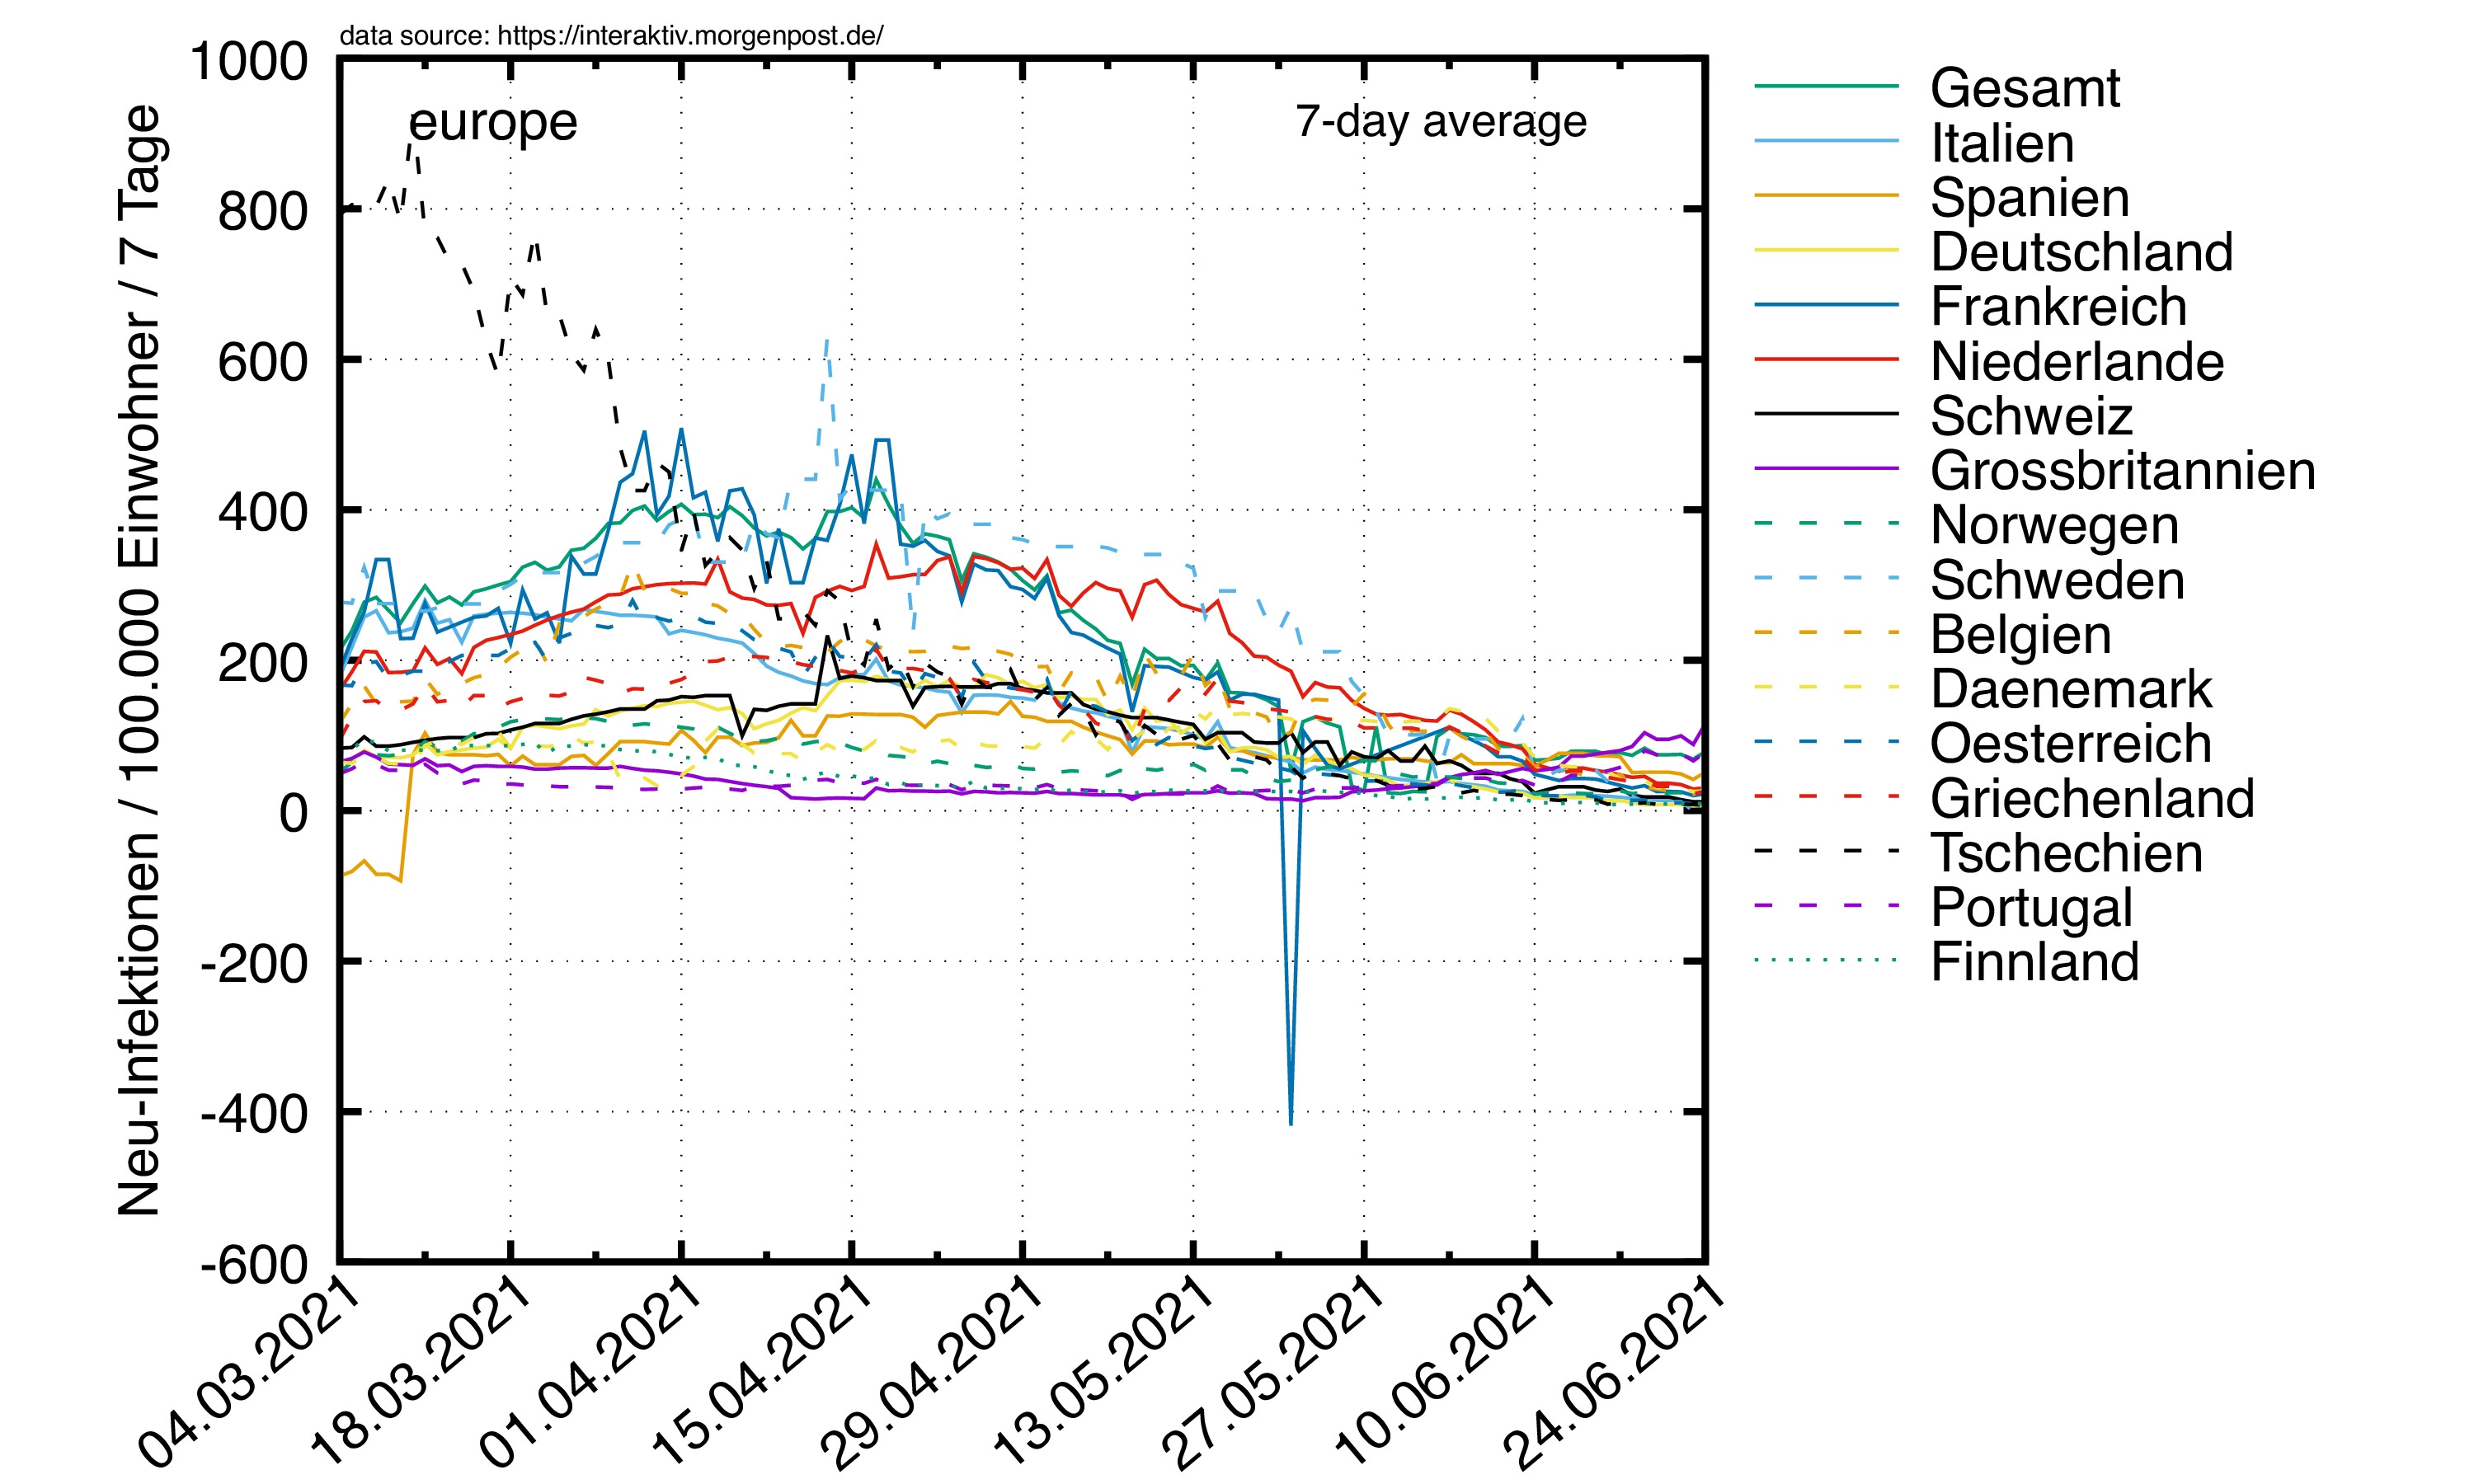 data source: https://interaktiv.morgenpost.de/
europe
7-day average
Neu-Infektionen / 100.000 Einwohner / 7 Tage
1000
800
600
400
200
0
-200
-400
-600
04.03.2021
18.03.2021
01.04.2021
15.04.2021
29.04.2021
13.05.2021
27.05.2021
10.06.2021
24.06.2021
Gesamt
Italien
Spanien
Deutschland
Frankreich
Niederlande
Schweiz
Grossbritannien
Norwegen
Schweden
Belgien
Daenemark
Oesterreich
Griechenland
Tschechien
Portugal
Finnland